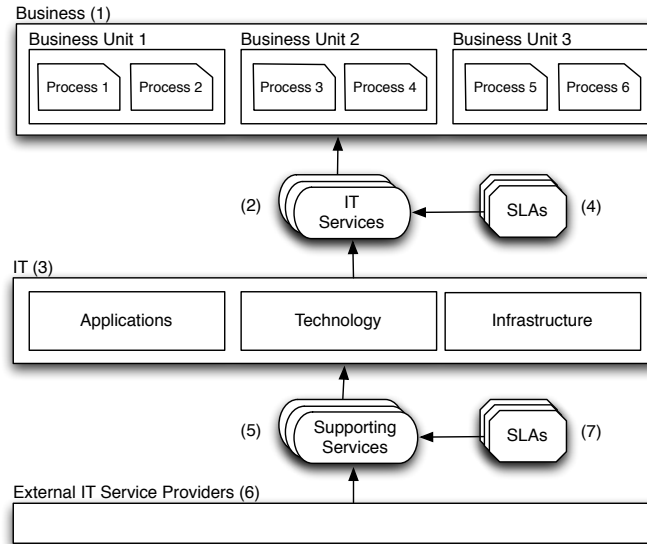 Business (1)
Business Unit 1
Business Unit 2
Business Unit 3
Process 1
Process 2
Process 3
Process 4
Process 5
Process 6
(2)
IT
Services
SLAs
(4)
IT (3)
Applications
Technology
Infrastructure
(5)
Supporting
Services
SLAs
(7)
External IT Service Providers (6)